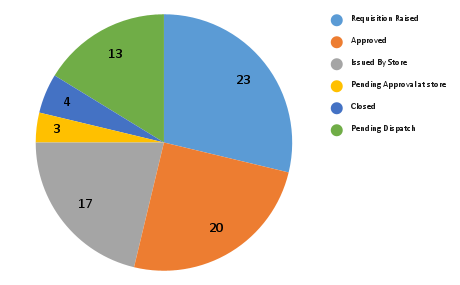 13
23
4
3
17
20
Requisition Raised
Approved
Issued By Store
Pending Approval at store
Closed
Pending Dispatch